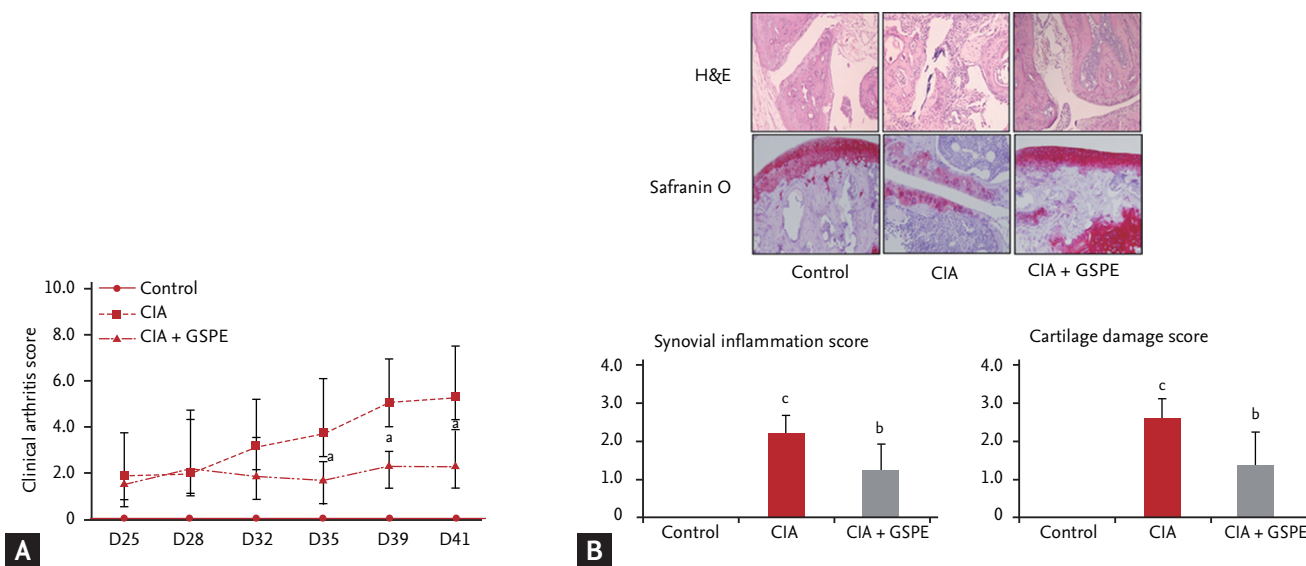 H&E
Safranin O
Control
CIA
CIA + GSPE
Clinical arthritis score
10.0
8.0
6.0
4.0
2.0
0
Control
CIA
CIA + GSPE
a
a
a
D25
D28
D32
D35
D39
D41
A
Synovial inflammation score
4.0
3.0
2.0
1.0
0
c
b
Control
CIA
CIA + GSPE
Cartilage damage score
4.0
3.0
2.0
1.0
0
c
b
Control
CIA
CIA + GSPE
B